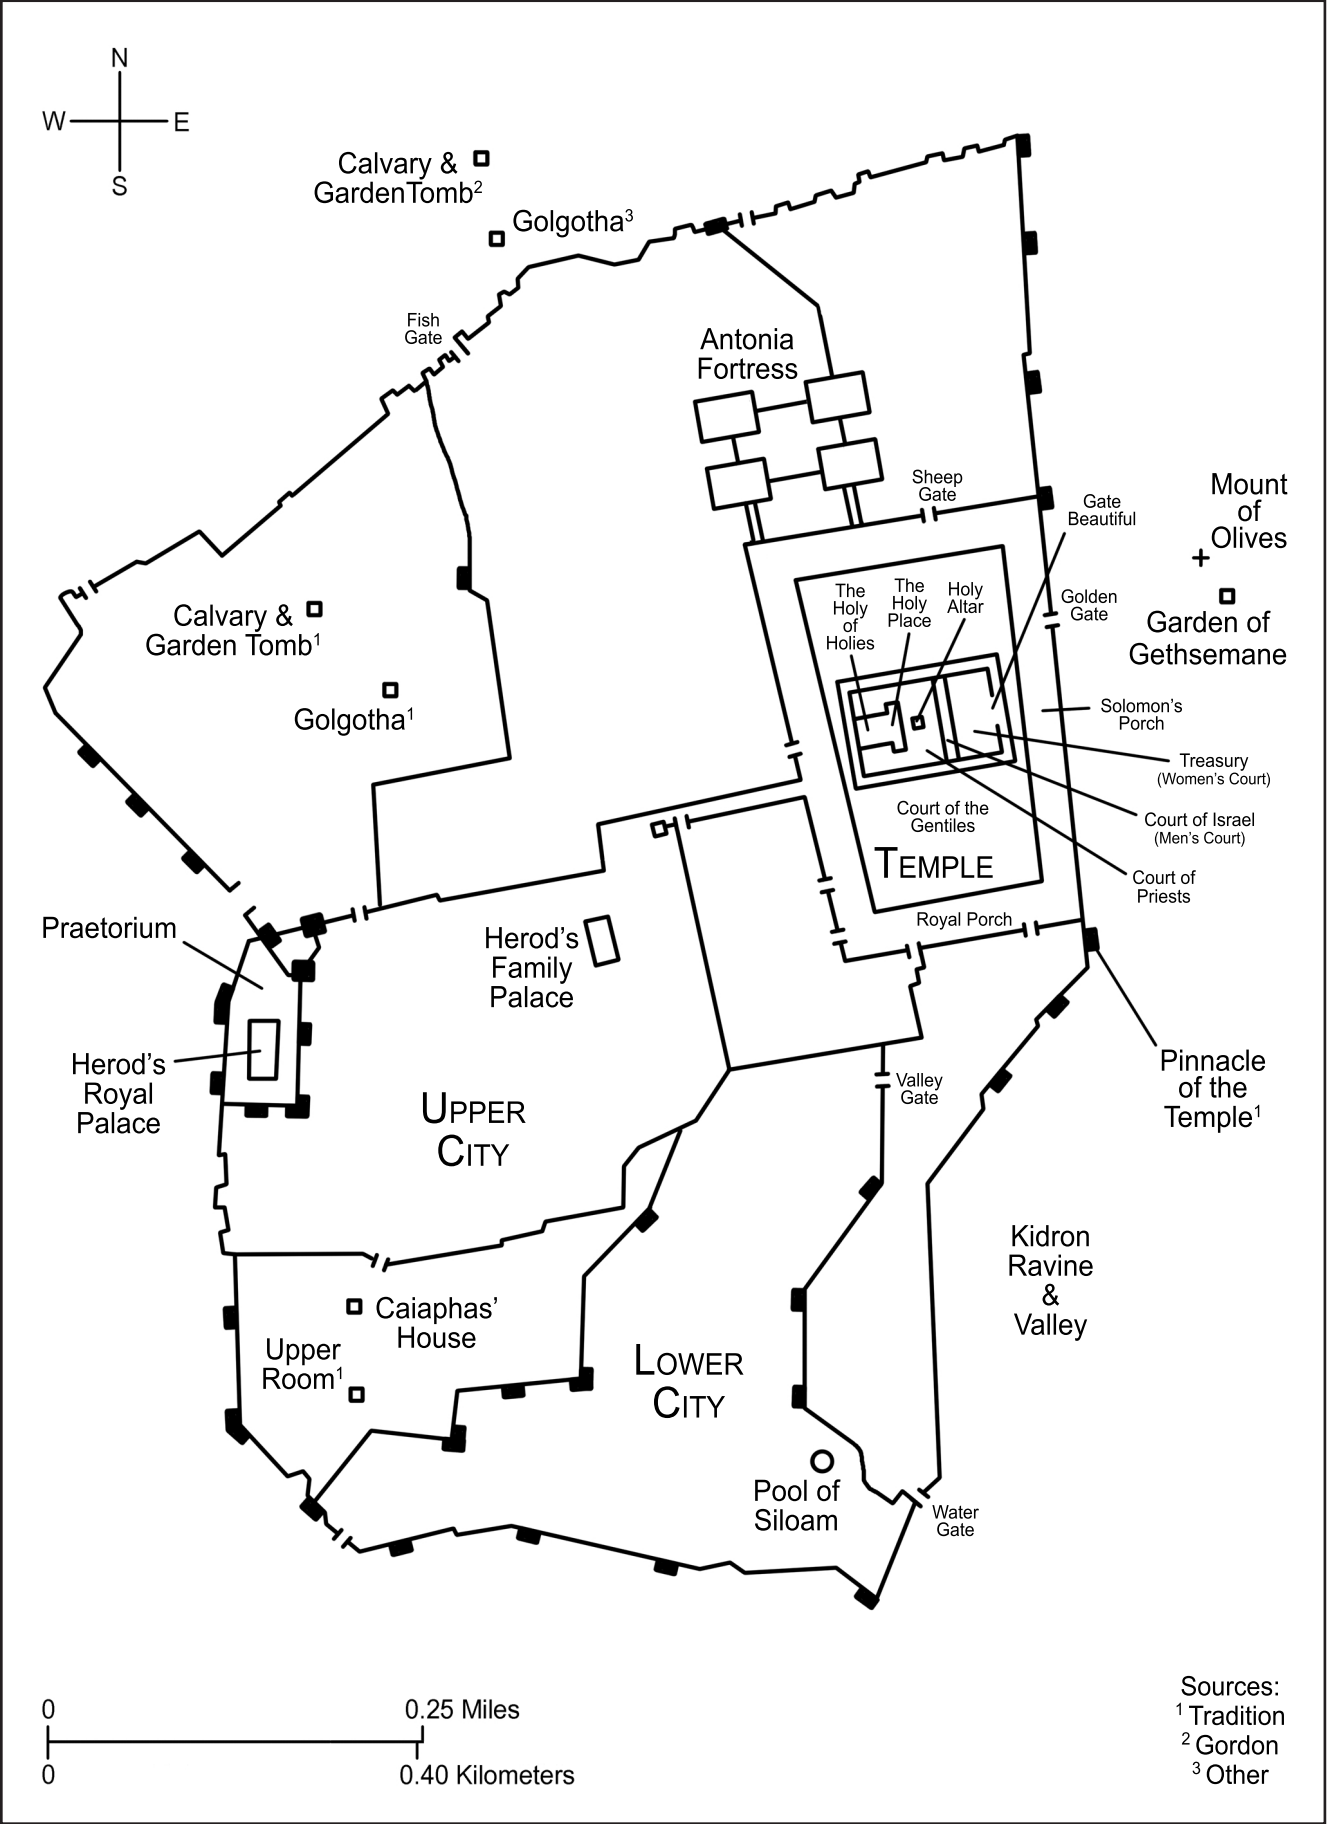 N
W E
S
Calvary &
GardenTomb²
Golgotha³
Fish
Gate
Antonia
Fortress
Sheep
Gate
Gate
Beautiful
Mount
of
Olives
Golden
Gate
Garden of
Gethsemane
The
Holy
of
Holies
The
Holy
Place
Holy
Altar
Calvary &
Garden Tomb¹
Golgotha¹
Solomon's
Porch
Treasury
(Women's Court)
Court of Israel
(Men's Court)
Court of
Priests
Court of the
Gentiles
TEMPLE
Royal Porch
Praetorium
Herod's
Family
Palace
Herod's
Royal
Palace
UPPER
CITY
Valley
Gate
Pinnacle
of the
Temple¹
Kidron
Ravine
&
Valley
Caiaphas'
House
Upper
Room¹
LOWER
CITY
Pool of
Siloam
Water
Gate
0 0.25 Miles
0 0.40 Kilometers
Sources:
¹ Tradition
² Gordon
³ Other